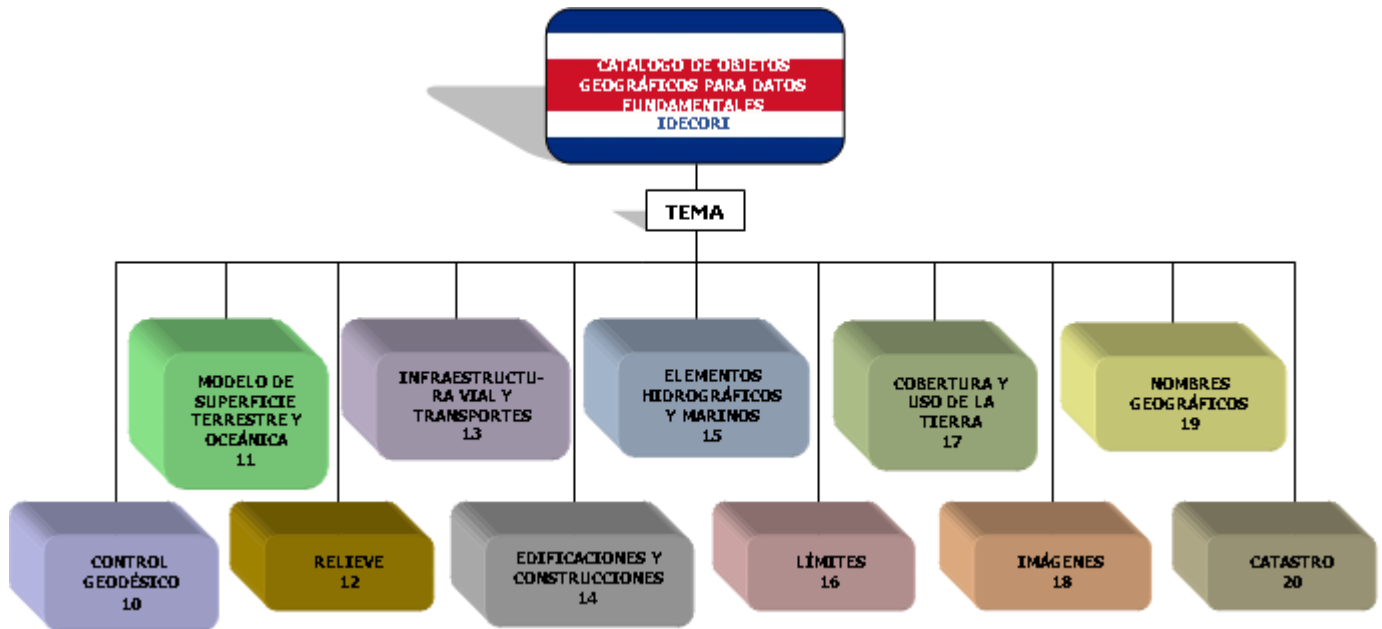 CATALOGO DE OBJETOS
GEOGRÁFICOS PARA DATOS
FUNDAMENTALES
IDECORI
TEMA
MODELO DE
SUPERFICIE
TERRESTRE Y
OCEÁNICA
11
INFRAESTRUCTU-
RA VIAL Y
TRANSPORTES
13
ELEMENTOS
HIDROGRÁFICOS
Y MARINOS
15
COBERTURA Y
USO DE LA
TIERRA
17
NOMBRES
GEOGRÁFICOS
19
CONTROL
GEODÉSICO
10
RELIEVE
12
EDIFICACIONES Y
CONSTRUCCIONES
14
LÍMITES
16
IMÁGENES
18
CATASTRO
20